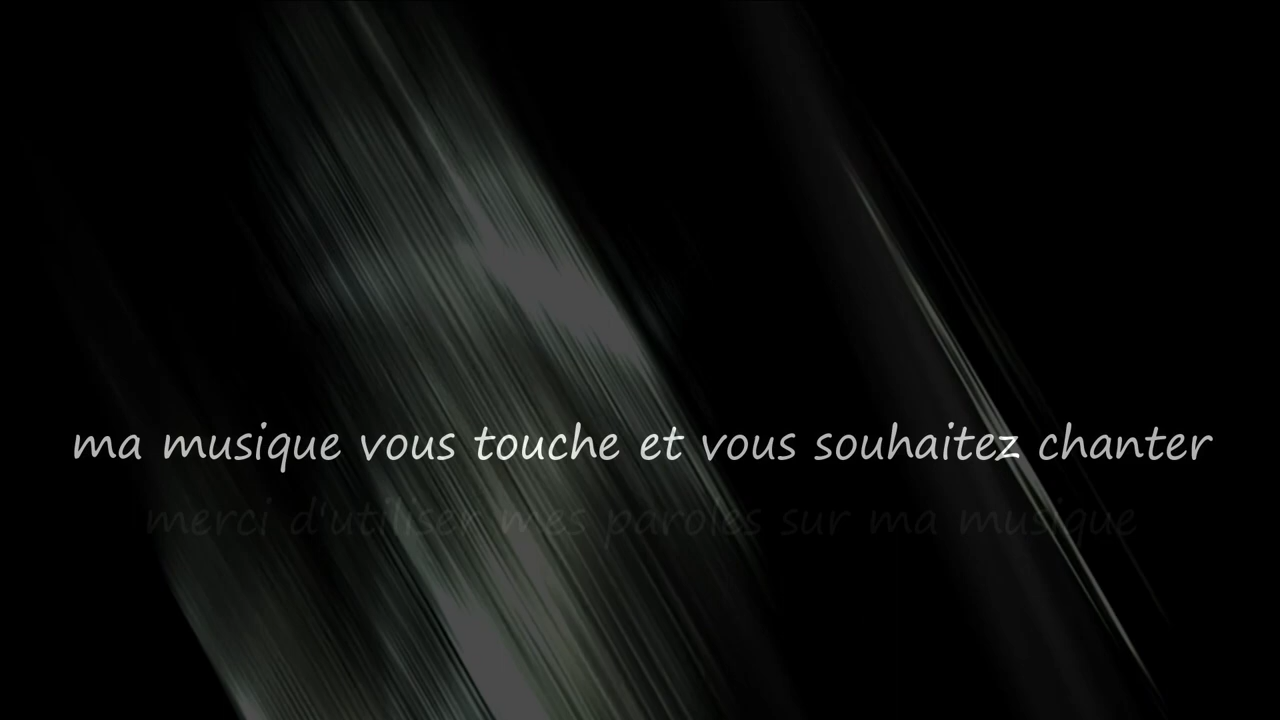 ma musique vous touche et vous souhaitez chanter
merci d'utiliser mes paroles sur ma musique